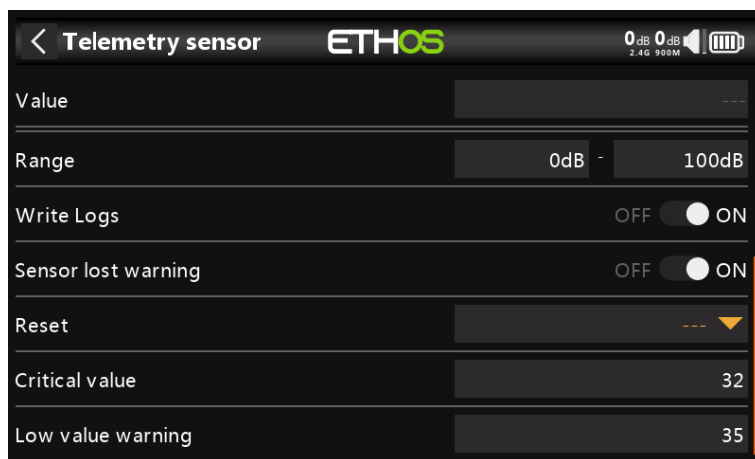 Telemetry sensor ETHOS 0dB 0dB
2.4G 900M
Value ---
Range 0dB - 100dB
Write Logs OFF ON
Sensor lost warning OFF ON
Reset ---
Critical value 32
Low value warning 35